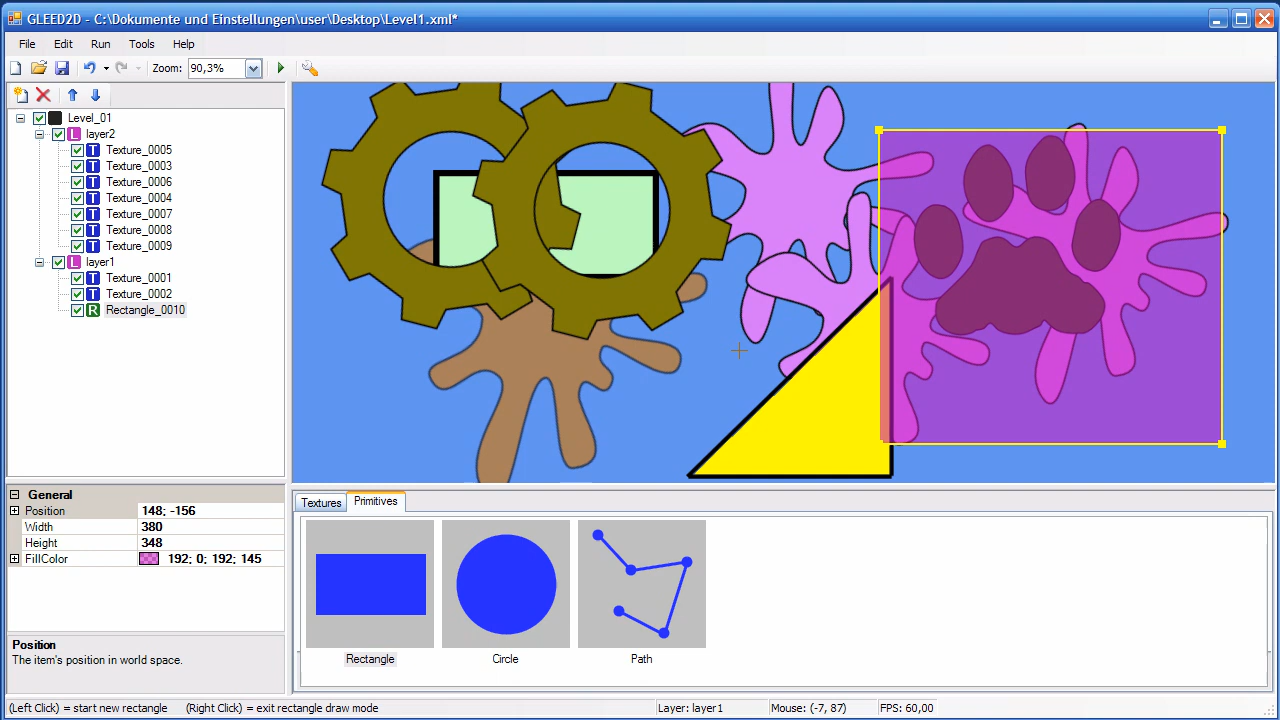 GLEED2D - C:\Dokumente und Einstellungen\user\Desktop\Level1.xml*
File Edit Run Tools Help
Zoom: 90,3%
Level_01
L layer2
T Texture_0005
T Texture_0003
T Texture_0006
T Texture_0004
T Texture_0007
T Texture_0008
T Texture_0009
L layer1
T Texture_0001
T Texture_0002
R Rectangle_0010
General
Position 148; -156
Width 380
Height 348
FillColor 192; 0; 192; 145
Position
The item's position in world space.
Textures Primitives
Rectangle Circle Path
(Left Click) = start new rectangle (Right Click) = exit rectangle draw mode Layer: layer1 Mouse: (-7, 87) FPS: 60,00